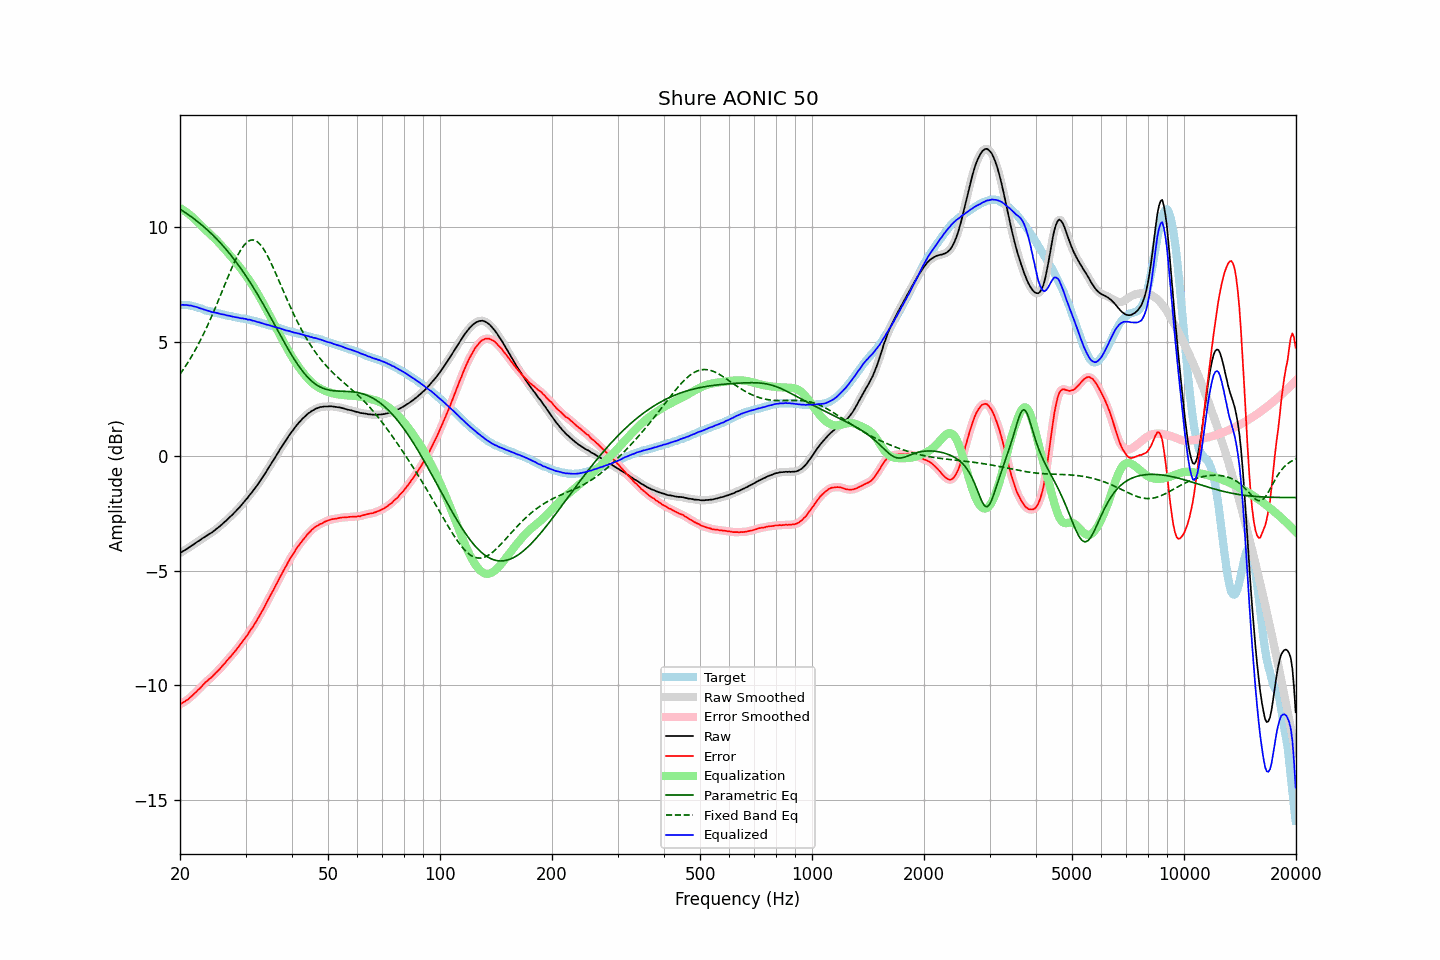 Shure AONIC 50
Amplitude (dBr)
10
5
0
−5
−10
−15
Target
Raw Smoothed
Error Smoothed
Raw
Error
Equalization
Parametric Eq
Fixed Band Eq
Equalized
20 50 100 200 500 1000 2000 5000 10000 20000
Frequency (Hz)